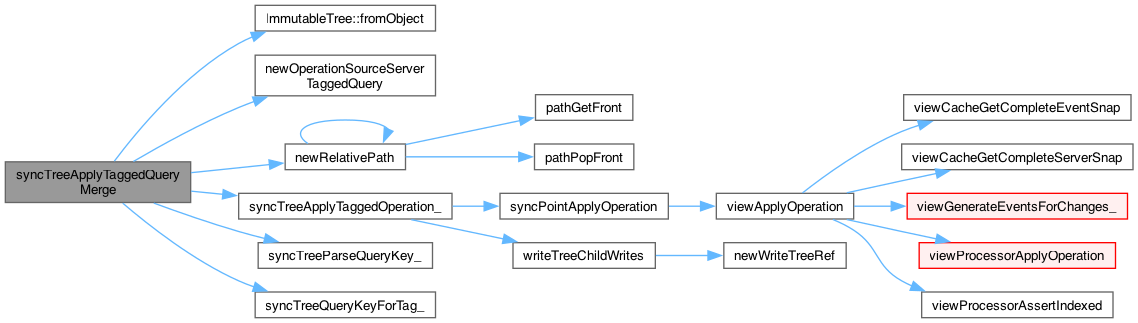 syncTreeApplyTaggedQuery
Merge
ImmutableTree::fromObject
newOperationSourceServer
TaggedQuery
newRelativePath
pathGetFront
pathPopFront
syncTreeApplyTaggedOperation_
syncPointApplyOperation
viewApplyOperation
viewCacheGetCompleteEventSnap
viewCacheGetCompleteServerSnap
viewGenerateEventsForChanges_
viewProcessorApplyOperation
viewProcessorAssertIndexed
writeTreeChildWrites
newWriteTreeRef
syncTreeParseQueryKey_
syncTreeQueryKeyForTag_